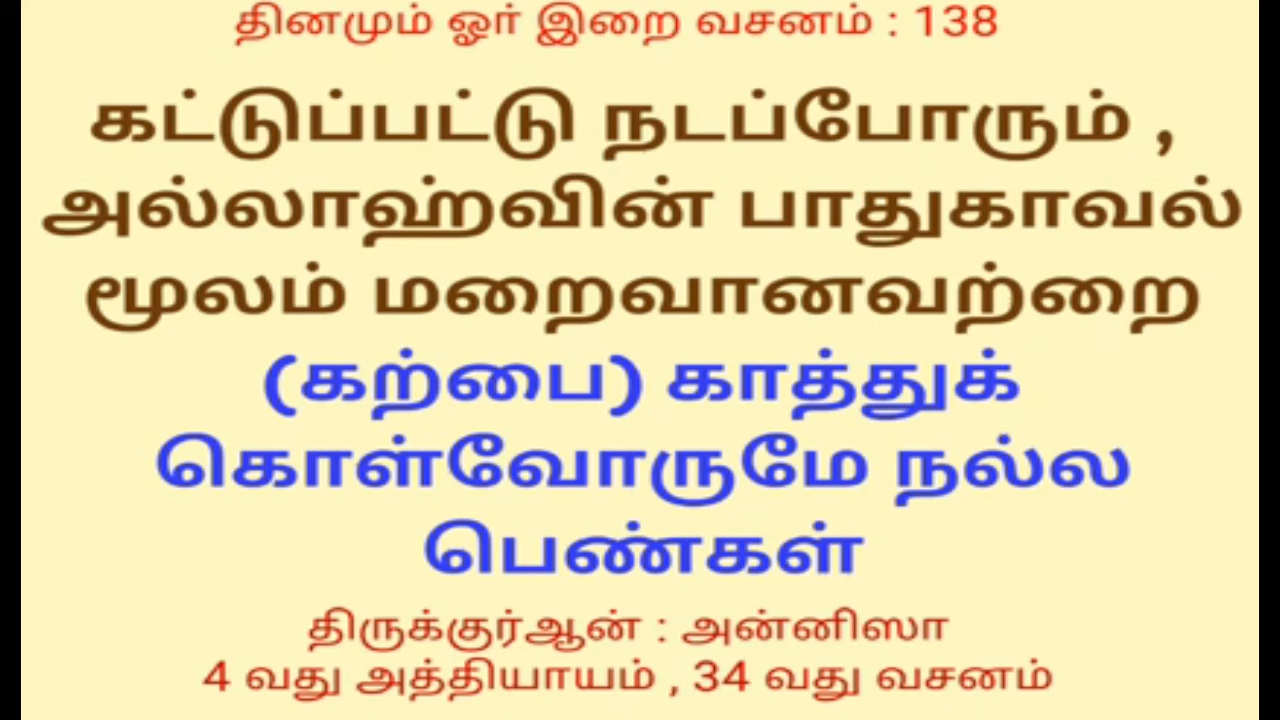 தினமும் ஓர் இறை வசனம் : 138
கட்டுப்பட்டு நடப்போரும் ,
அல்லாஹ்வின் பாதுகாவல்
மூலம் மறைவானவற்றை
(கற்பை) காத்துக்
கொள்வோருமே நல்ல
பெண்கள்
திருக்குர்ஆன் : அன்னிஸா
4 வது அத்தியாயம் , 34 வது வசனம்